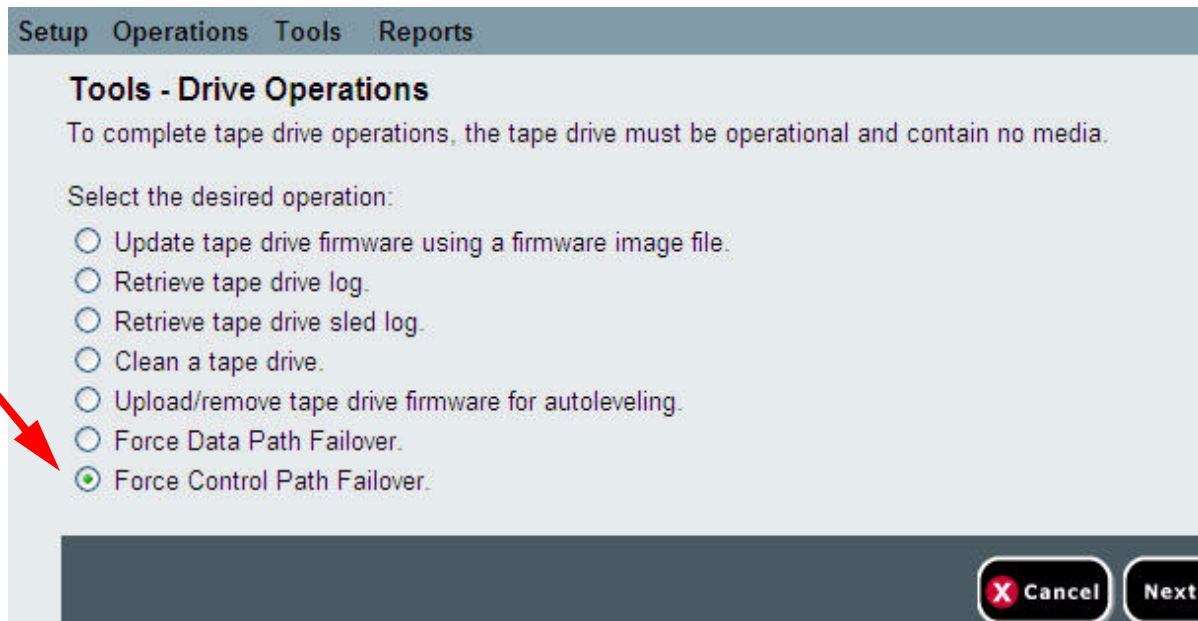 Setup Operations Tools Reports
Tools - Drive Operations
To complete tape drive operations, the tape drive must be operational and contain no media.
Select the desired operation:
Update tape drive firmware using a firmware image file.
Retrieve tape drive log.
Retrieve tape drive sled log.
Clean a tape drive.
Upload/remove tape drive firmware for autoleveling.
Force Data Path Failover.
Force Control Path Failover.
X Cancel Next